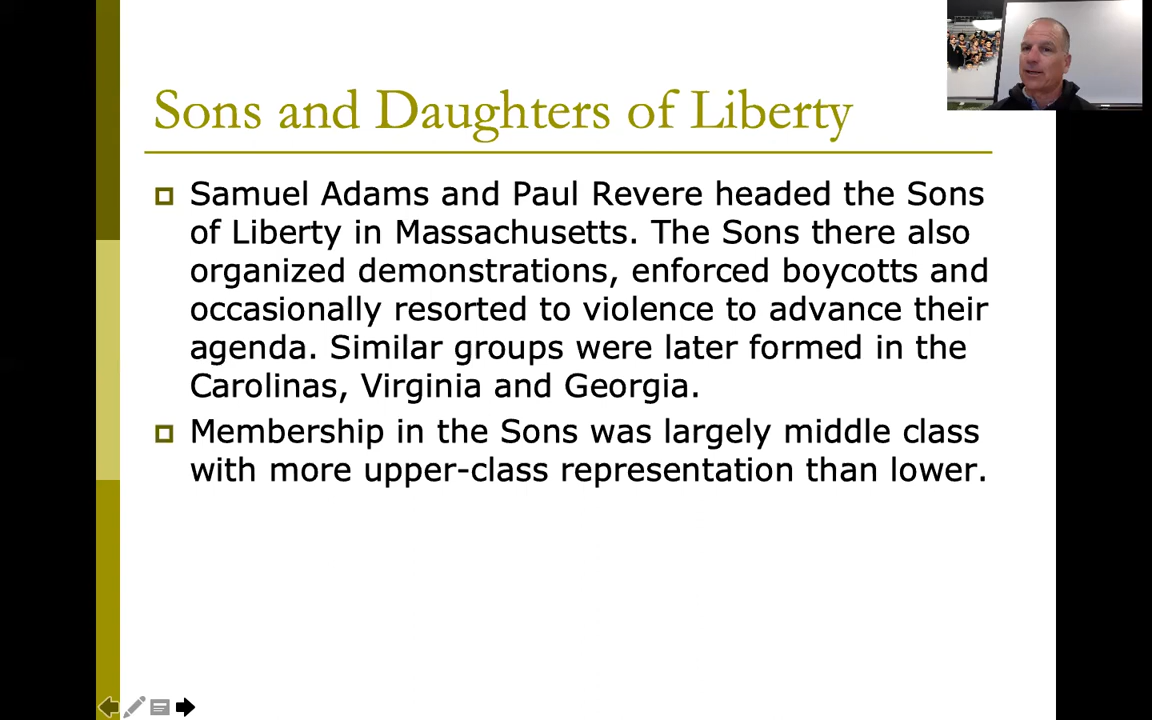 Sons and Daughters of Liberty
Samuel Adams and Paul Revere headed the Sons
of Liberty in Massachusetts. The Sons there also
organized demonstrations, enforced boycotts and
occasionally resorted to violence to advance their
agenda. Similar groups were later formed in the
Carolinas, Virginia and Georgia.
Membership in the Sons was largely middle class
with more upper-class representation than lower.